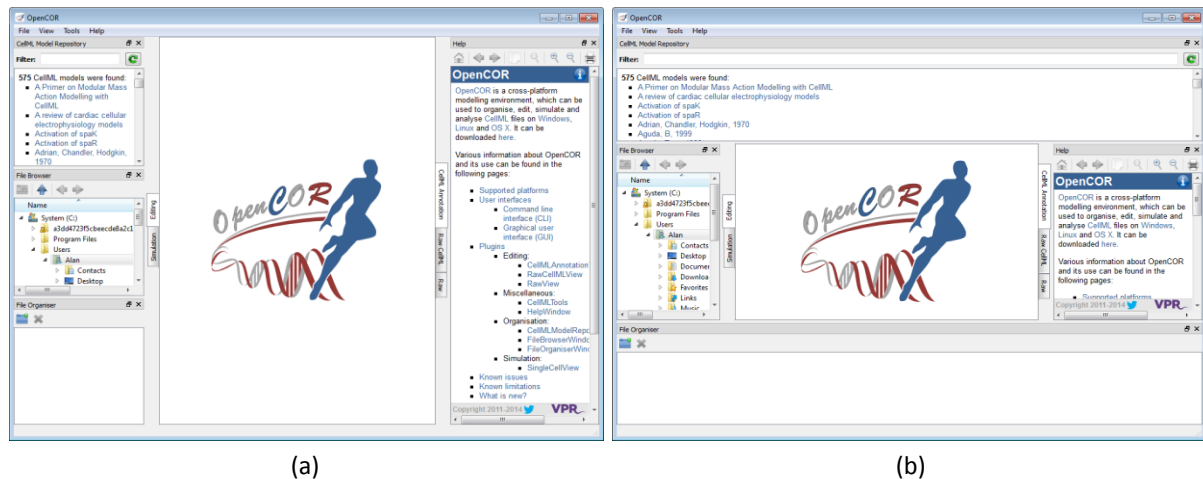 OpenCOR
File View Tools Help
CellML Model Repository
Filter:
575 CellML models were found:
A Primer on Modular Mass
Action Modelling with
CellML
A review of cardiac cellular
electrophysiology models
Activation of spaK
Activation of spaR
Adrian, Chandler, Hodgkin,
1970
File Browser
Name
System (C:)
a3dd4723f5cbeecde8a2c1
Program Files
Users
Alan
Contacts
Desktop
File Organiser
Editing
Simulation
OpenCOR
CellML Annotation
Raw CellML
Raw
Help
OpenCOR
OpenCOR is a cross-platform
modelling environment, which can be
used to organise, edit, simulate and
analyse CellML files on Windows,
Linux and OS X. It can be
downloaded here.
Various information about OpenCOR
and its use can be found in the
following pages:
Supported platforms
User interfaces
Command line
interface (CLI)
Graphical user
interface (GUI)
Plugins
Editing:
CellMLAnnotation
RawCellMLView
RawView
Miscellaneous:
CellMLTools
HelpWindow
Organisation:
CellMLModelRepo
FileBrowserWindo
FileOrganiserWind
Simulation:
SingleCellView
Known issues
Known limitations
What is new?
Copyright 2011-2014 VPR
(a)
OpenCOR
File View Tools Help
CellML Model Repository
Filter:
575 CellML models were found:
A Primer on Modular Mass Action Modelling with CellML
A review of cardiac cellular electrophysiology models
Activation of spaK
Activation of spaR
Adrian, Chandler, Hodgkin, 1970
Aguda, B, 1999
File Browser
Name
System (C:)
a3dd4723f5cbeec
Program Files
Users
Alan
Contacts
Desktop
Documen
Downloa
Favorites
Links
Music
Editing
Simulation
OpenCOR
CellML Annotation
Raw CellML
Raw
Help
OpenCOR
OpenCOR is a cross-platform
modelling environment, which can be
used to organise, edit, simulate and
analyse CellML files on Windows,
Linux and OS X. It can be
downloaded here.
Various information about OpenCOR
and its use can be found in the
following pages:
Supported platforms
Copyright 2011-2014 VPR
File Organiser
(b)